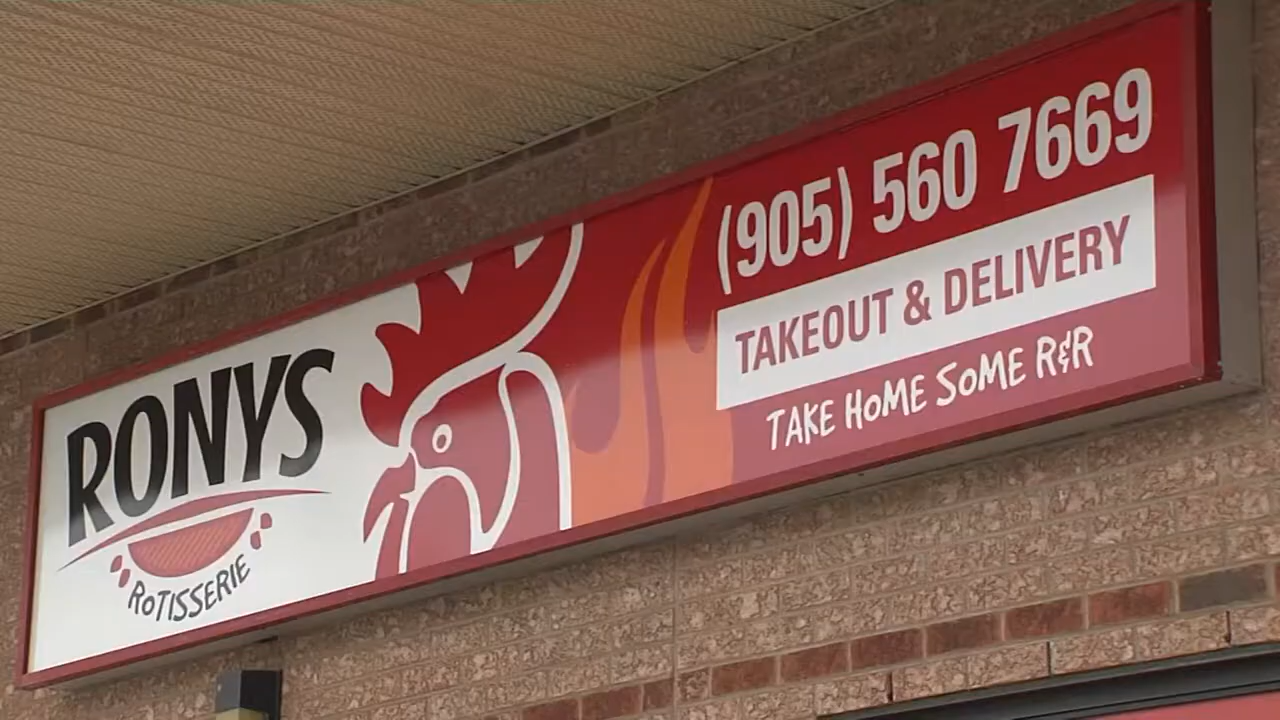 RONYS
ROTISSERIE
(905) 560 7669
TAKEOUT & DELIVERY
TAKE HOME SOME R&R